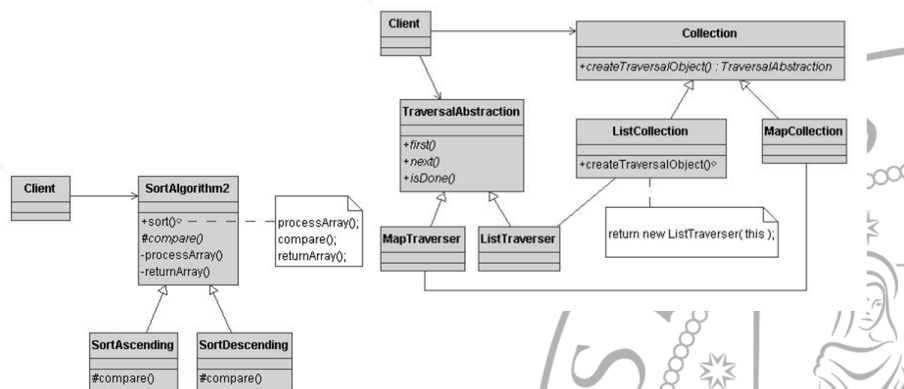 Client
SortAlgorithm2
+sort()
#compare()
-processArray()
-returnArray()
processArray();
compare();
returnArray();
SortAscending
#compare()
SortDescending
#compare()
Client
Collection
+createTraversalObject() : TraversalAbstraction
TraversalAbstraction
+first()
+next()
+isDone()
ListCollection
+createTraversalObject()
MapCollection
return new ListTraverser( this );
MapTraverser
ListTraverser